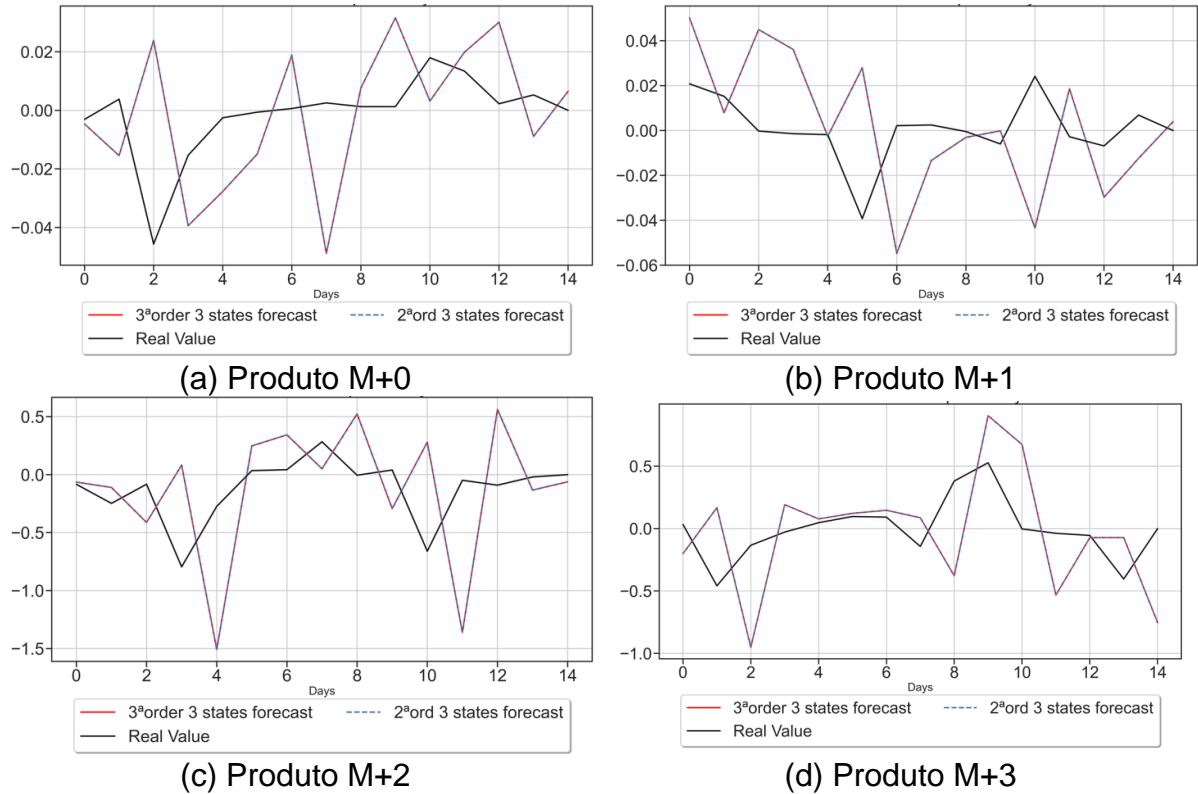 0.02
0.00
−0.02
−0.04
0 2 4 6 8 10 12 14
Days
3ªorder 3 states forecast 2ªord 3 states forecast
Real Value
(a) Produto M+0
0.04
0.02
0.00
−0.02
−0.04
−0.06
0 2 4 6 8 10 12 14
Days
3ªorder 3 states forecast 2ªord 3 states forecast
Real Value
(b) Produto M+1
0.5
0.0
−0.5
−1.0
−1.5
0 2 4 6 8 10 12 14
Days
3ªorder 3 states forecast 2ªord 3 states forecast
Real Value
(c) Produto M+2
0.5
0.0
−0.5
−1.0
0 2 4 6 8 10 12 14
Days
3ªorder 3 states forecast 2ªord 3 states forecast
Real Value
(d) Produto M+3